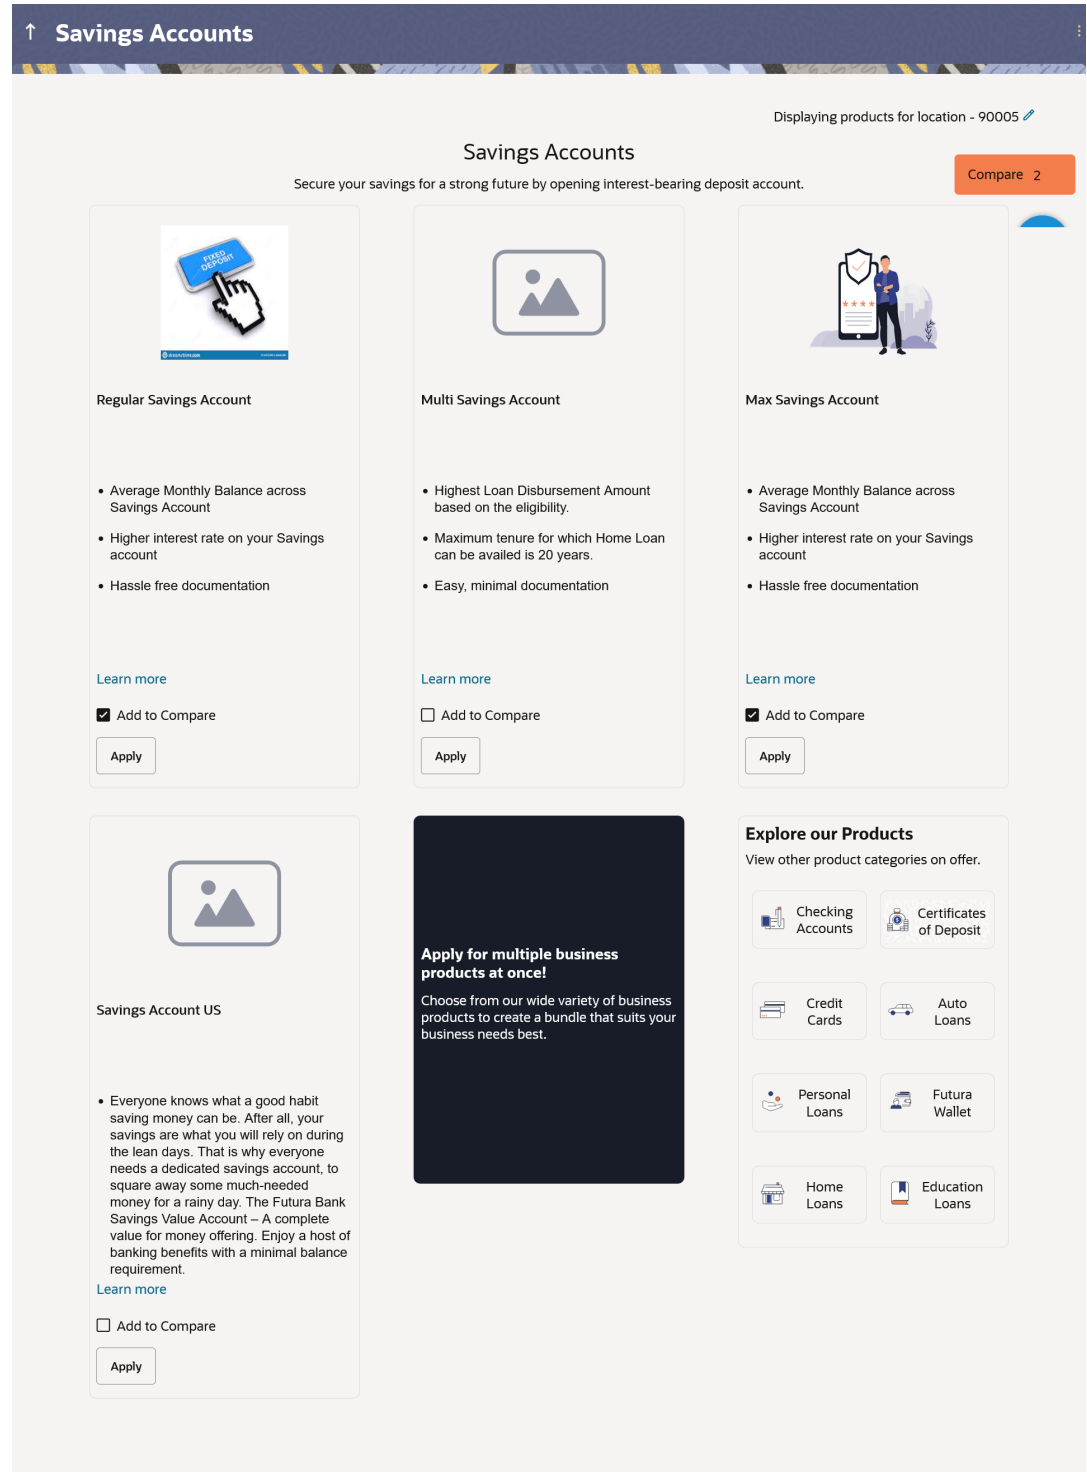 Savings Accounts
Displaying products for location - 90005
Savings Accounts
Secure your savings for a strong future by opening interest-bearing deposit account.
Compare 2
FIXED
DEPOSIT
Regular Savings Account
Average Monthly Balance across
Savings Account
Higher interest rate on your Savings
account
Hassle free documentation
Learn more
Add to Compare
Apply
Multi Savings Account
Highest Loan Disbursement Amount
based on the eligibility.
Maximum tenure for which Home Loan
can be availed is 20 years.
Easy, minimal documentation
Learn more
Add to Compare
Apply
Max Savings Account
Average Monthly Balance across
Savings Account
Higher interest rate on your Savings
account
Hassle free documentation
Learn more
Add to Compare
Apply
Savings Account US
Everyone knows what a good habit
saving money can be. After all, your
savings are what you will rely on during
the lean days. That is why everyone
needs a dedicated savings account, to
square away some much-needed
money for a rainy day. The Futura Bank
Savings Value Account – A complete
value for money offering. Enjoy a host of
banking benefits with a minimal balance
requirement.
Learn more
Add to Compare
Apply
Apply for multiple business
products at once!
Choose from our wide variety of business
products to create a bundle that suits your
business needs best.
Explore our Products
View other product categories on offer.
Checking
Accounts
Certificates
of Deposit
Credit
Cards
Auto
Loans
Personal
Loans
Futura
Wallet
Home
Loans
Education
Loans